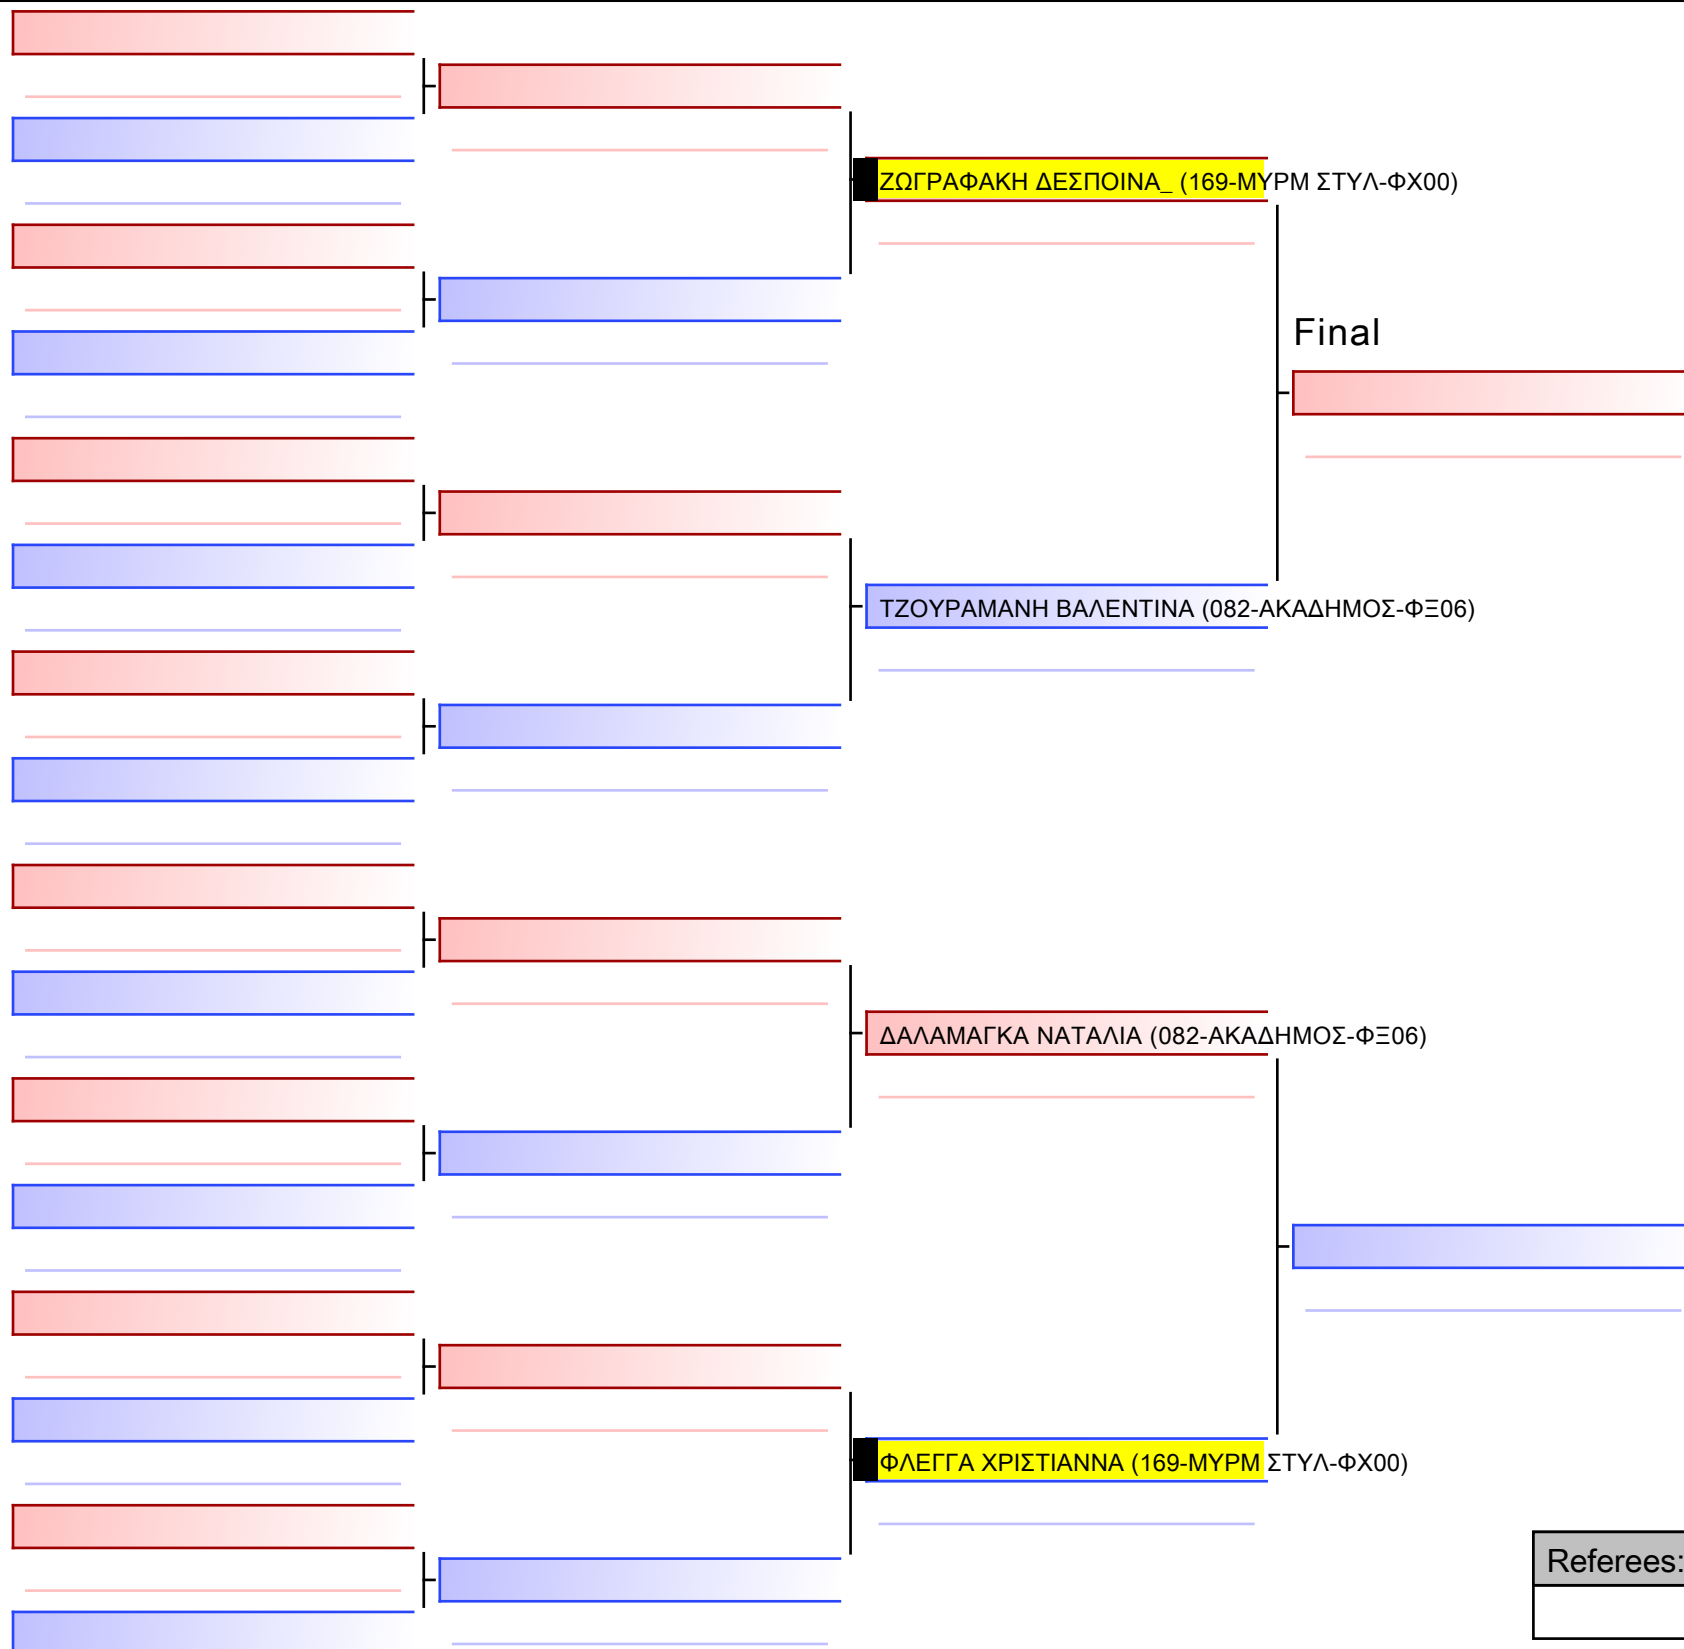 ΖΩΓΡΑΦΑΚΗ ΔΕΣΠΟΙΝΑ_ (169-ΜΥΡΜ ΣΤΥΛ-ΦΧ00)
Final
ΤΖΟΥΡΑΜΑΝΗ ΒΑΛΕΝΤΙΝΑ (082-ΑΚΑΔΗΜΟΣ-ΦΞ06)
ΔΑΛΑΜΑΓΚΑ ΝΑΤΑΛΙΑ (082-ΑΚΑΔΗΜΟΣ-ΦΞ06)
ΦΛΕΓΓΑ ΧΡΙΣΤΙΑΝΝΑ (169-ΜΥΡΜ ΣΤΥΛ-ΦΧ00)
Referees: